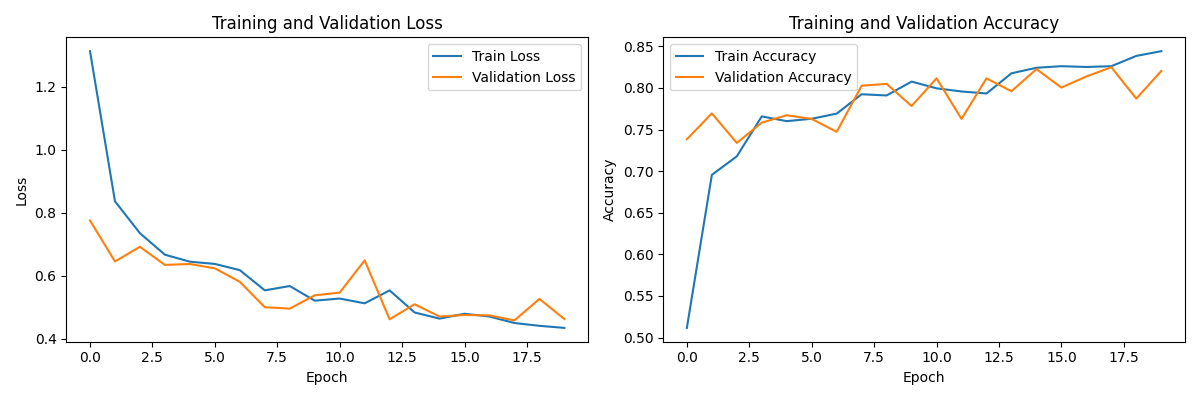 Training and Validation Loss
Train Loss
Validation Loss
1.2
1.0
0.8
0.6
0.4
Loss
0.0 2.5 5.0 7.5 10.0 12.5 15.0 17.5
Epoch
Training and Validation Accuracy
Train Accuracy
Validation Accuracy
0.85
0.80
0.75
0.70
0.65
0.60
0.55
0.50
Accuracy
0.0 2.5 5.0 7.5 10.0 12.5 15.0 17.5
Epoch